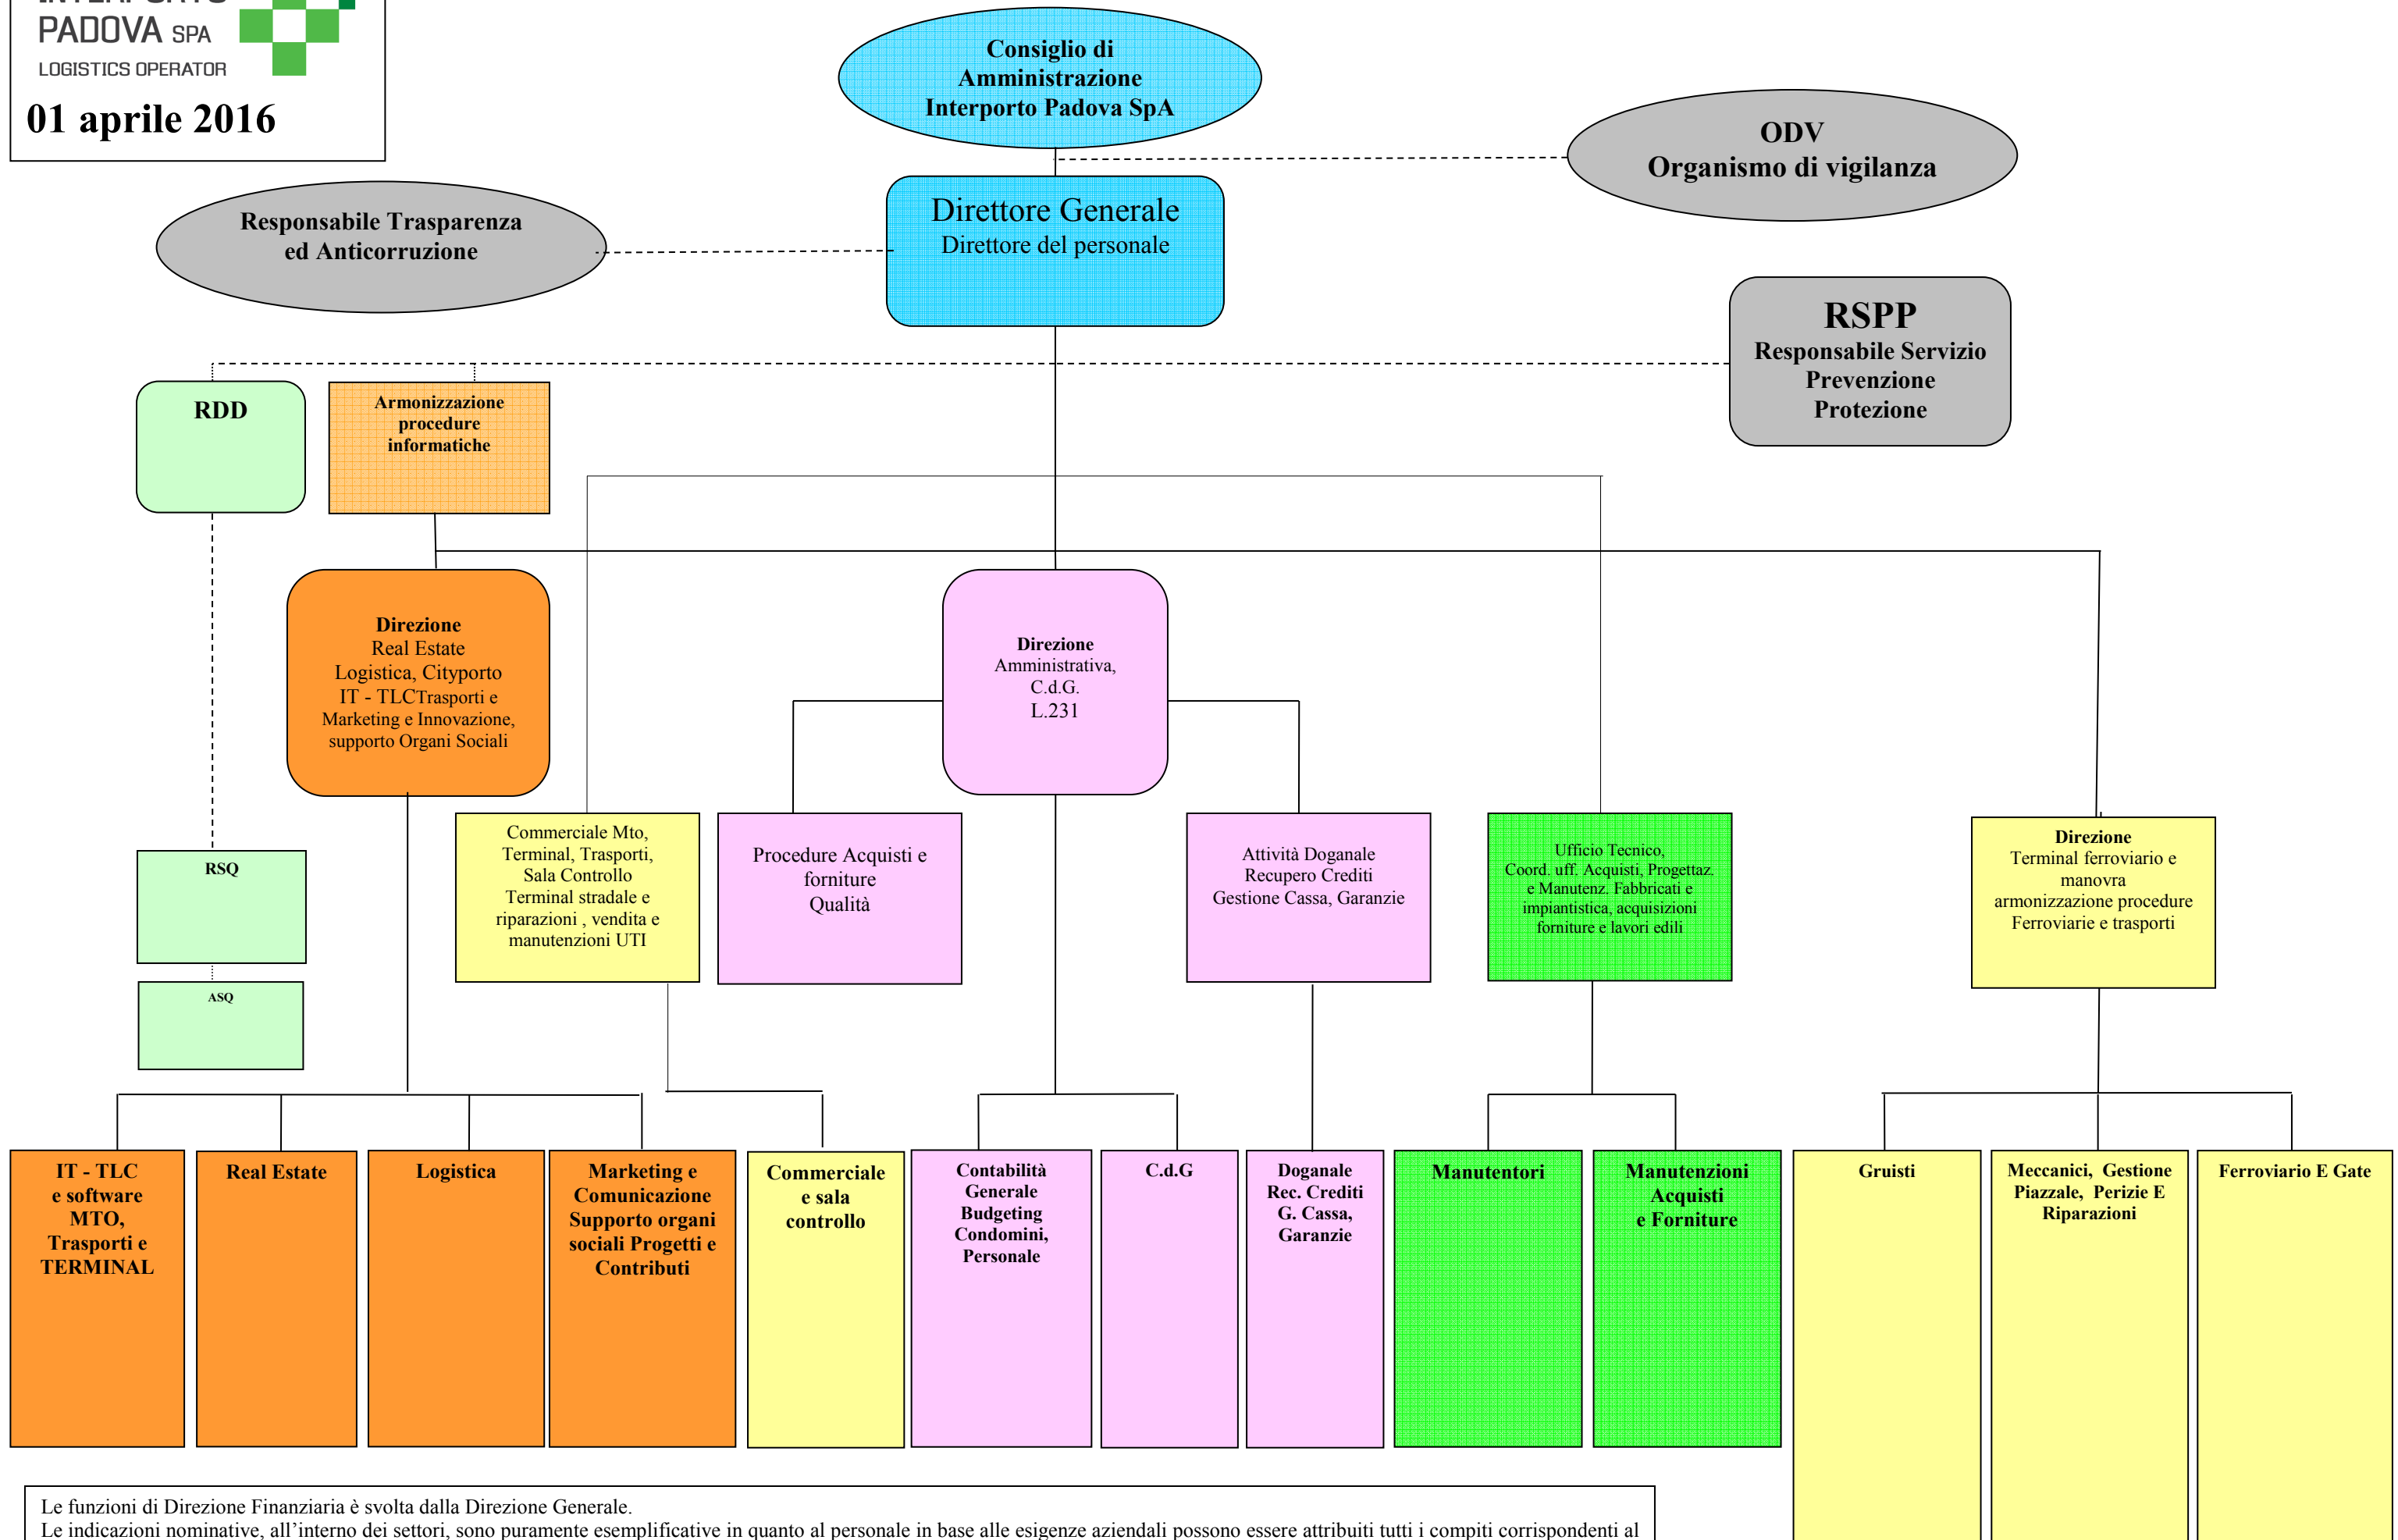 PADOVA SPA
LOGISTICS OPERATOR
01 aprile 2016
Consiglio di
Amministrazione
Interporto Padova SpA
ODV
Organismo di vigilanza
Responsabile Trasparenza
ed Anticorruzione
Direttore Generale
Direttore del personale
RSPP
Responsabile Servizio
Prevenzione
Protezione
RDD
Armonizzazione
procedure
informatiche
Direzione
Real Estate
Logistica, Cityporto
IT - TLCTrasporti e
Marketing e Innovazione,
supporto Organi Sociali
Direzione
Amministrativa,
C.d.G.
L.231
RSQ
ASQ
Commerciale Mto,
Terminal, Trasporti,
Sala Controllo
Terminal stradale e
riparazioni , vendita e
manutenzioni UTI
Procedure Acquisti e
forniture
Qualità
Attività Doganale
Recupero Crediti
Gestione Cassa, Garanzie
Ufficio Tecnico,
Coord. uff. Acquisti, Progettaz.
e Manutenz. Fabbricati e
impiantistica, acquisizioni
forniture e lavori edili
Direzione
Terminal ferroviario e
manovra
armonizzazione procedure
Ferroviarie e trasporti
IT - TLC
e software
MTO,
Trasporti e
TERMINAL
Real Estate
Logistica
Marketing e
Comunicazione
Supporto organi
sociali Progetti e
Contributi
Commerciale
e sala
controllo
Contabilità
Generale
Budgeting
Condomini,
Personale
C.d.G
Doganale
Rec. Crediti
G. Cassa,
Garanzie
Manutentori
Manutenzioni
Acquisti
e Forniture
Gruisti
Meccanici, Gestione
Piazzale, Perizie E
Riparazioni
Ferroviario E Gate
Le funzioni di Direzione Finanziaria è svolta dalla Direzione Generale.
Le indicazioni nominative, all'interno dei settori, sono puramente esemplificative in quanto al personale in base alle esigenze aziendali possono essere attribuiti tutti i compiti corrispondenti al